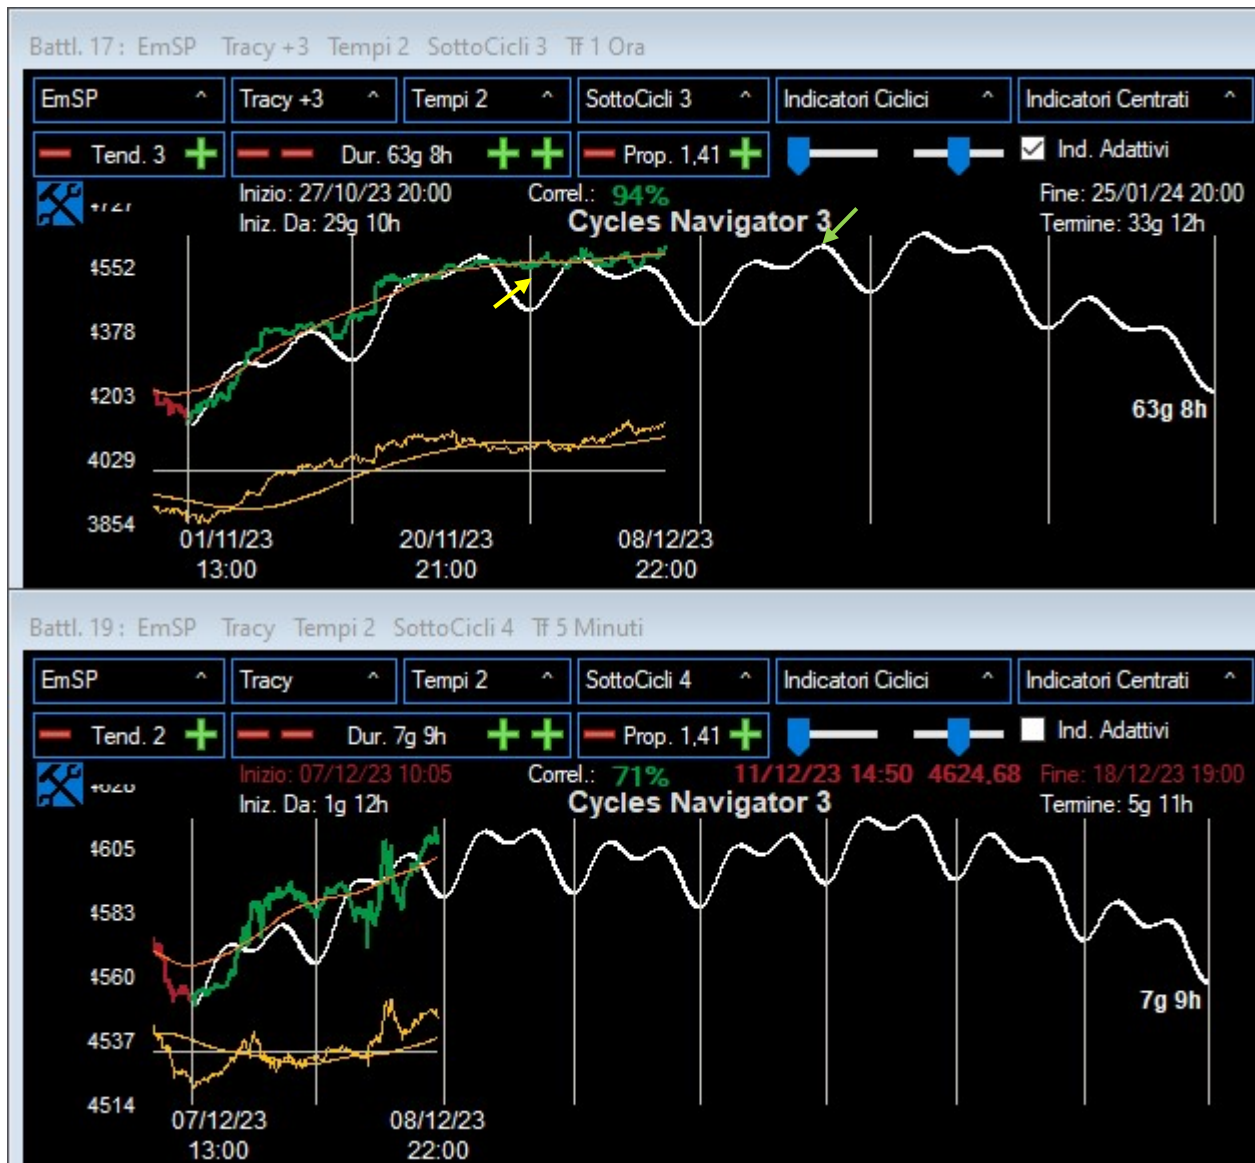 Battl. 17 : EmSP Tracy +3 Tempi 2 SottoCicli 3 Tf 1 Ora
EmSP ^ Tracy +3 ^ Tempi 2 ^ SottoCicli 3 ^ Indicatori Ciclici ^ Indicatori Centrati ^
Tend. 3 Dur. 63g 8h Prop. 1,41 Ind. Adattivi
Inizio: 27/10/23 20:00 Correl.: 94% Fine: 25/01/24 20:00
Iniz. Da: 29g 10h Cycles Navigator 3 Termine: 33g 12h
4552
4378
4203
63g 8h
4029
3854
01/11/23 20/11/23 08/12/23
13:00 21:00 22:00
Battl. 19 : EmSP Tracy Tempi 2 SottoCicli 4 Tf 5 Minuti
EmSP ^ Tracy ^ Tempi 2 ^ SottoCicli 4 ^ Indicatori Ciclici ^ Indicatori Centrati ^
Tend. 2 Dur. 7g 9h Prop. 1,41 Ind. Adattivi
Inizio: 07/12/23 10:05 Correl.: 71% 11/12/23 14:50 4624,68 Fine: 18/12/23 19:00
Iniz. Da: 1g 12h Cycles Navigator 3 Termine: 5g 11h
4605
4583
4560
7g 9h
4537
4514
07/12/23 08/12/23
13:00 22:00